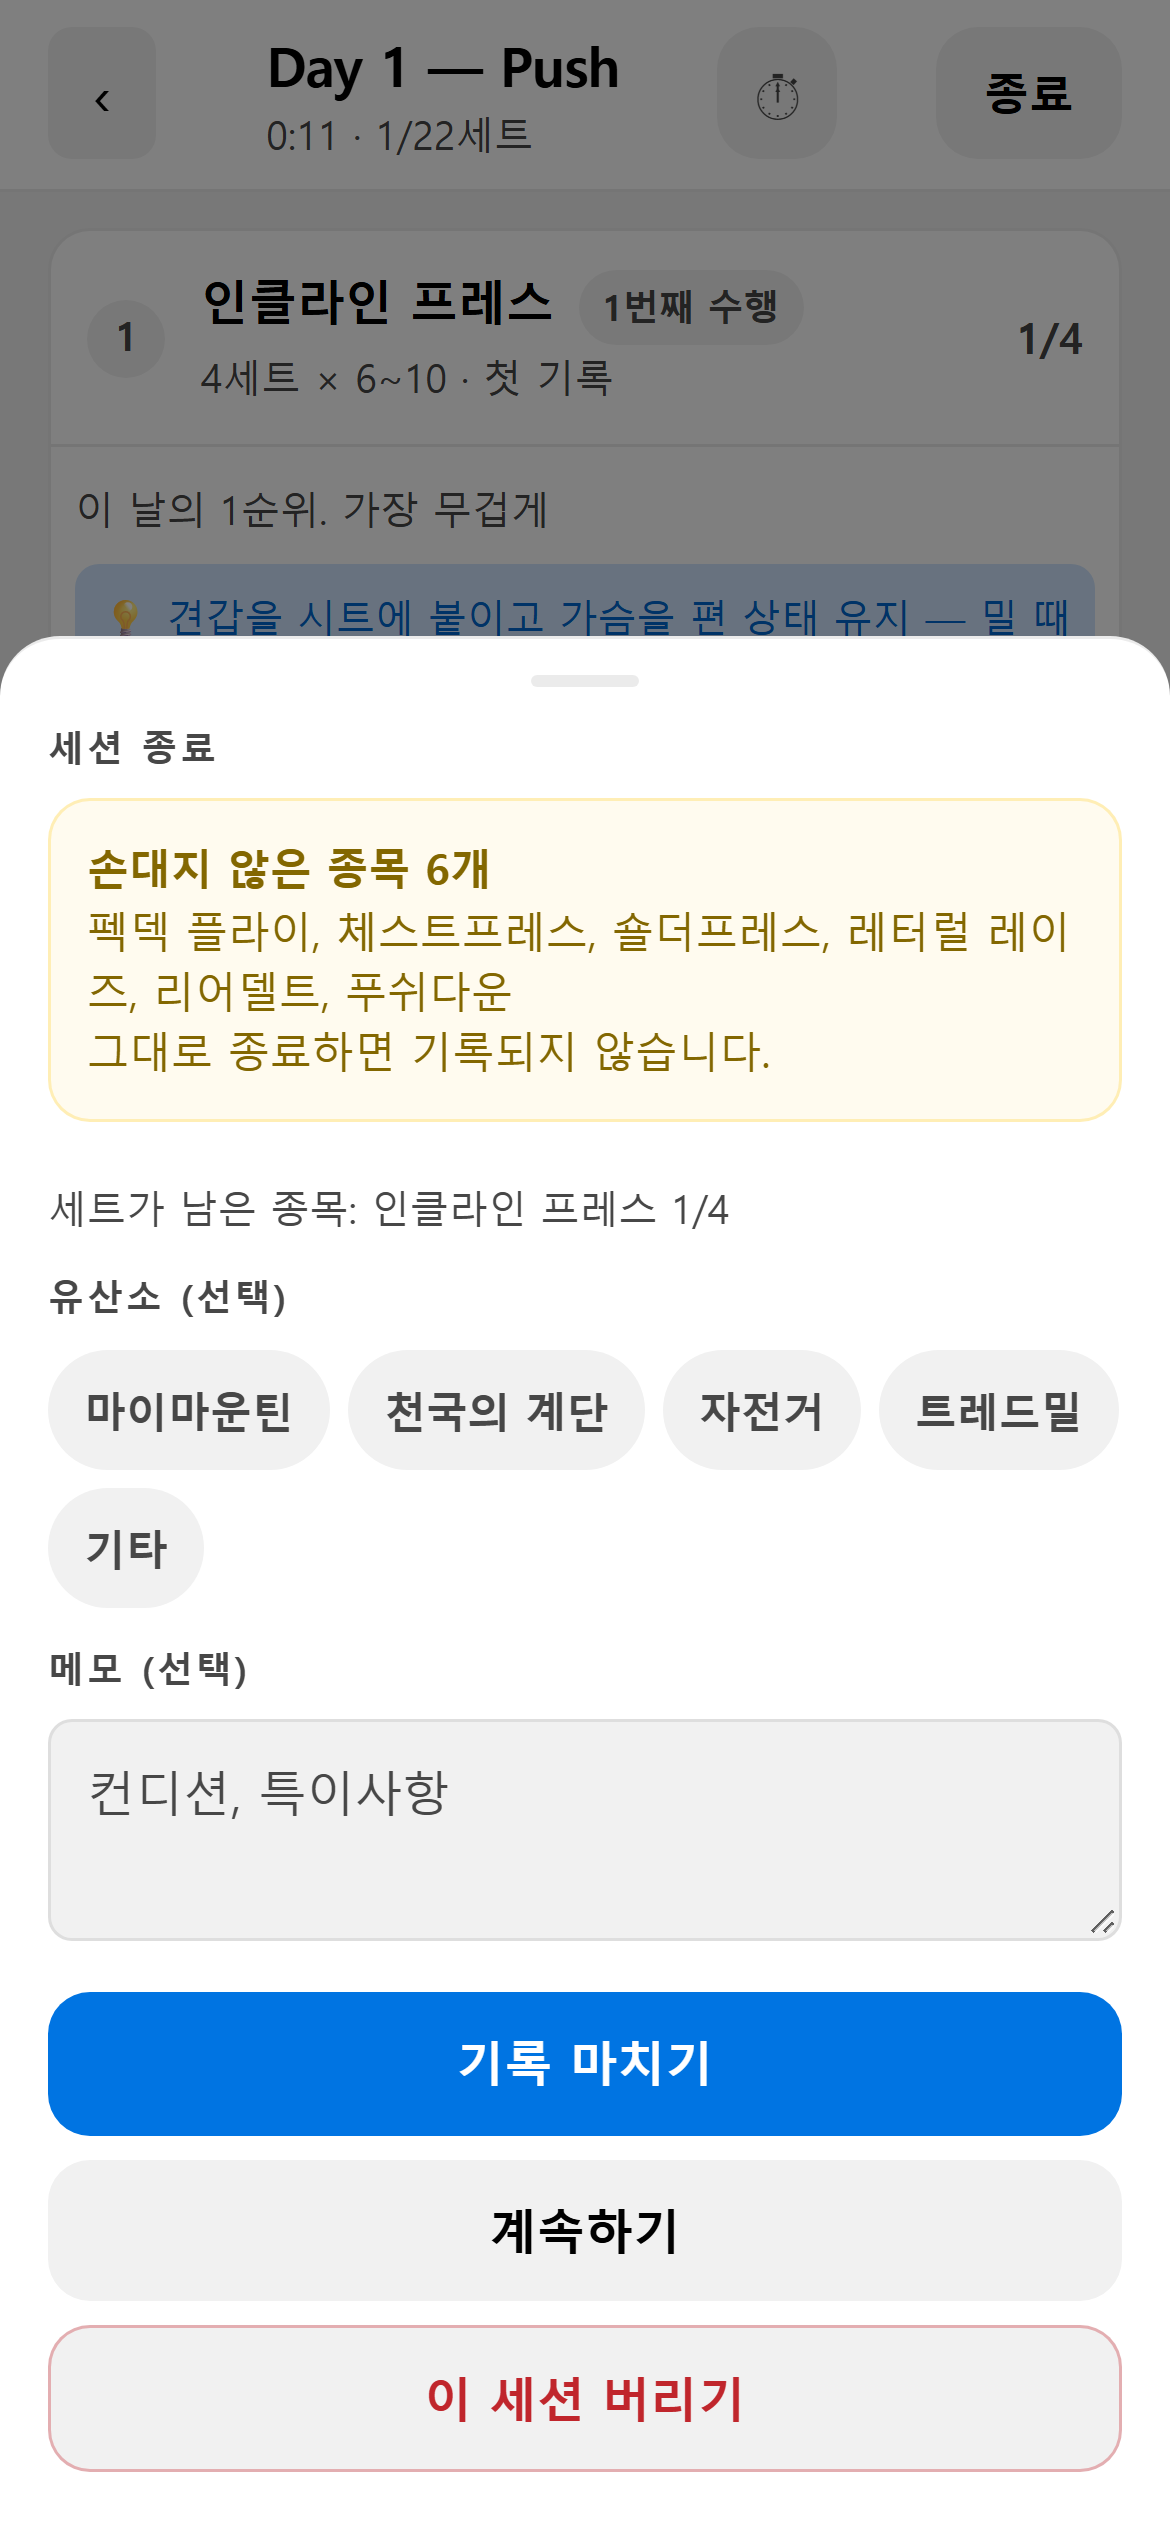 ‹
Day 1 — Push
0:11 · 1/22세트
종료
1
인클라인 프레스
1번째 수행
4세트 × 6~10 · 첫 기록
1/4
이 날의 1순위. 가장 무겁게
💡 견갑을 시트에 붙이고 가슴을 편 상태 유지 — 밀 때
세션 종료
손대지 않은 종목 6개
펙덱 플라이, 체스트프레스, 숄더프레스, 레터럴 레이
즈, 리어델트, 푸쉬다운
그대로 종료하면 기록되지 않습니다.
세트가 남은 종목: 인클라인 프레스 1/4
유산소 (선택)
마이마운틴
천국의 계단
자전거
트레드밀
기타
메모 (선택)
컨디션, 특이사항
기록 마치기
계속하기
이 세션 버리기